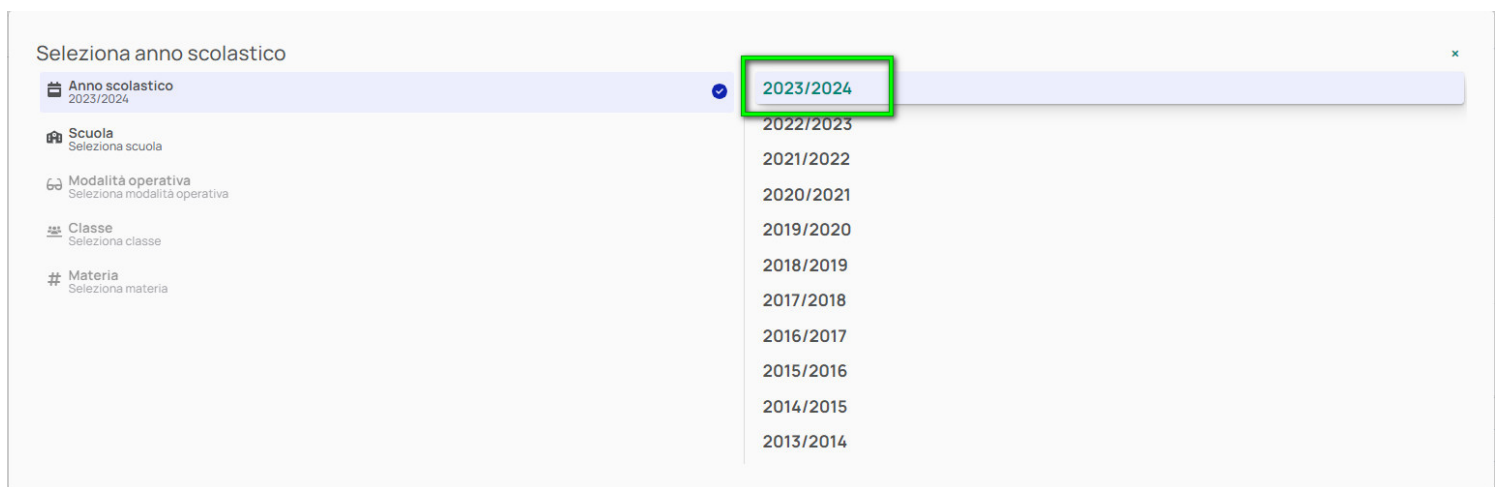 Seleziona anno scolastico
×
Anno scolastico
2023/2024
Scuola
Seleziona scuola
Modalità operativa
Seleziona modalità operativa
Classe
Seleziona classe
# Materia
Seleziona materia
2023/2024
2022/2023
2021/2022
2020/2021
2019/2020
2018/2019
2017/2018
2016/2017
2015/2016
2014/2015
2013/2014